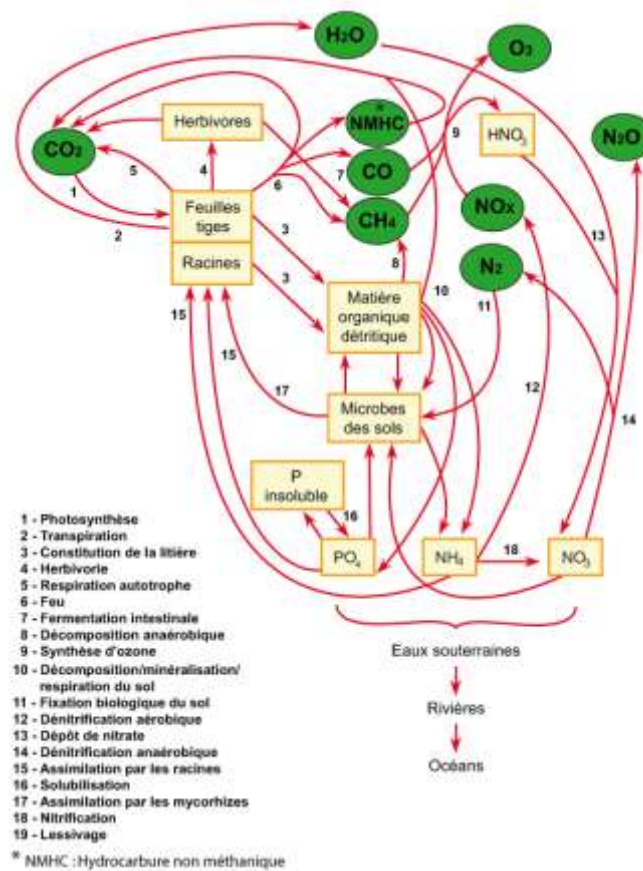 H2O
O3
Herbivores
NMHC*
9
HNO3
N2O
CO2
5
4
6
7
CO
1
Feuilles
tiges
CH4
NOx
2
3
8
13
Racines
N2
3
Matière
organique
détritique
10
11
15
15
17
12
Microbes
des sols
14
P
insoluble
16
PO4
NH4
18
NO3
1 - Photosynthèse
2 - Transpiration
3 - Constitution de la litière
4 - Herbivorie
5 - Respiration autotrophe
6 - Feu
7 - Fermentation intestinale
8 - Décomposition anaérobique
9 - Synthèse d'ozone
10 - Décomposition/minéralisation/
respiration du sol
11 - Fixation biologique du sol
12 - Dénitrification aérobique
13 - Dépôt de nitrate
14 - Dénitrification anaérobique
15 - Assimilation par les racines
16 - Solubilisation
17 - Assimilation par les mycorhizes
18 - Nitrification
19 - Lessivage
Eaux souterraines
Rivières
Océans
* NMHC : Hydrocarbure non méthanique